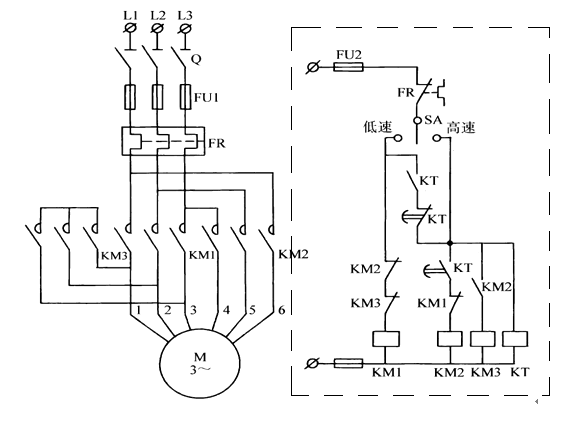 L1 L2 L3
Q
FU1
FR
KM3 KM1 KM2
1 2 3 4 5 6
M
3~
FU2
FR
SA
低速 高速
KT
KT
KM2 KT
KM2
KM3 KM1
KM1 KM2 KM3 KT